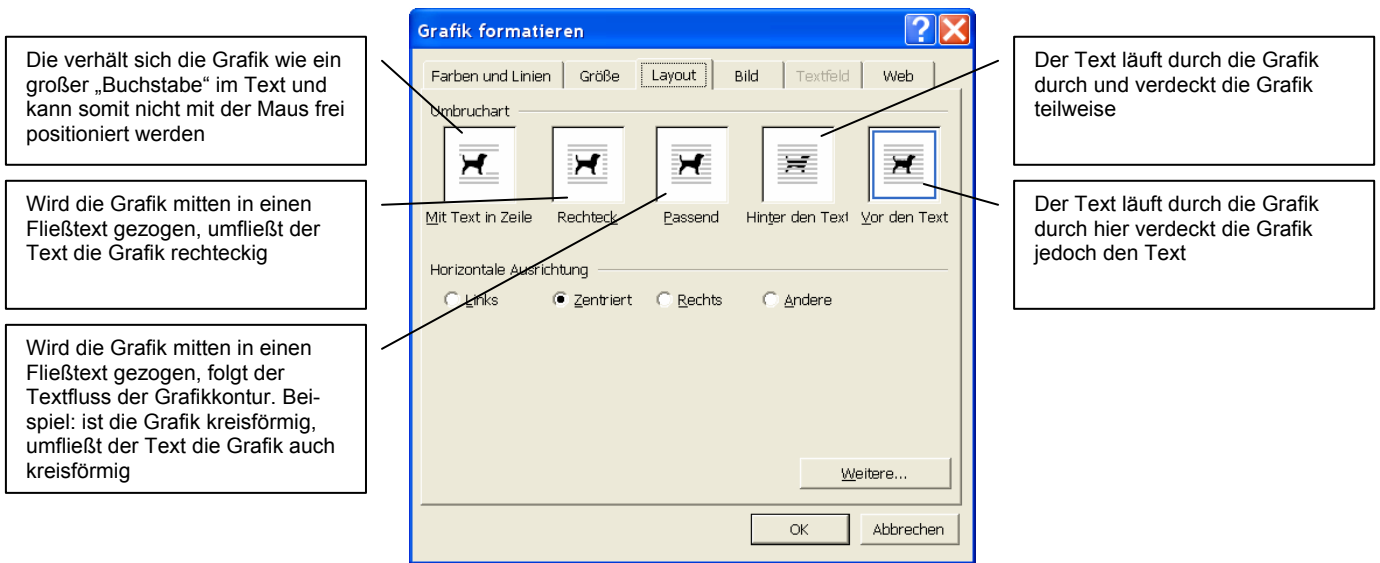 Die verhält sich die Grafik wie ein
großer „Buchstabe“ im Text und
kann somit nicht mit der Maus frei
positioniert werden
Wird die Grafik mitten in einen
Fließtext gezogen, umfließt der
Text die Grafik rechteckig
Wird die Grafik mitten in einen
Fließtext gezogen, folgt der
Textfluss der Grafikkontur. Bei-
spiel: ist die Grafik kreisförmig,
umfließt der Text die Grafik auch
kreisförmig
Grafik formatieren
Farben und Linien Größe Layout Bild Textfeld Web
Umbruchart
Mit Text in Zeile Rechteck Passend Hinter den Text Vor den Text
Horizontale Ausrichtung
Links Zentriert Rechts Andere
Weitere...
OK Abbrechen
Der Text läuft durch die Grafik
durch und verdeckt die Grafik
teilweise
Der Text läuft durch die Grafik
durch hier verdeckt die Grafik
jedoch den Text